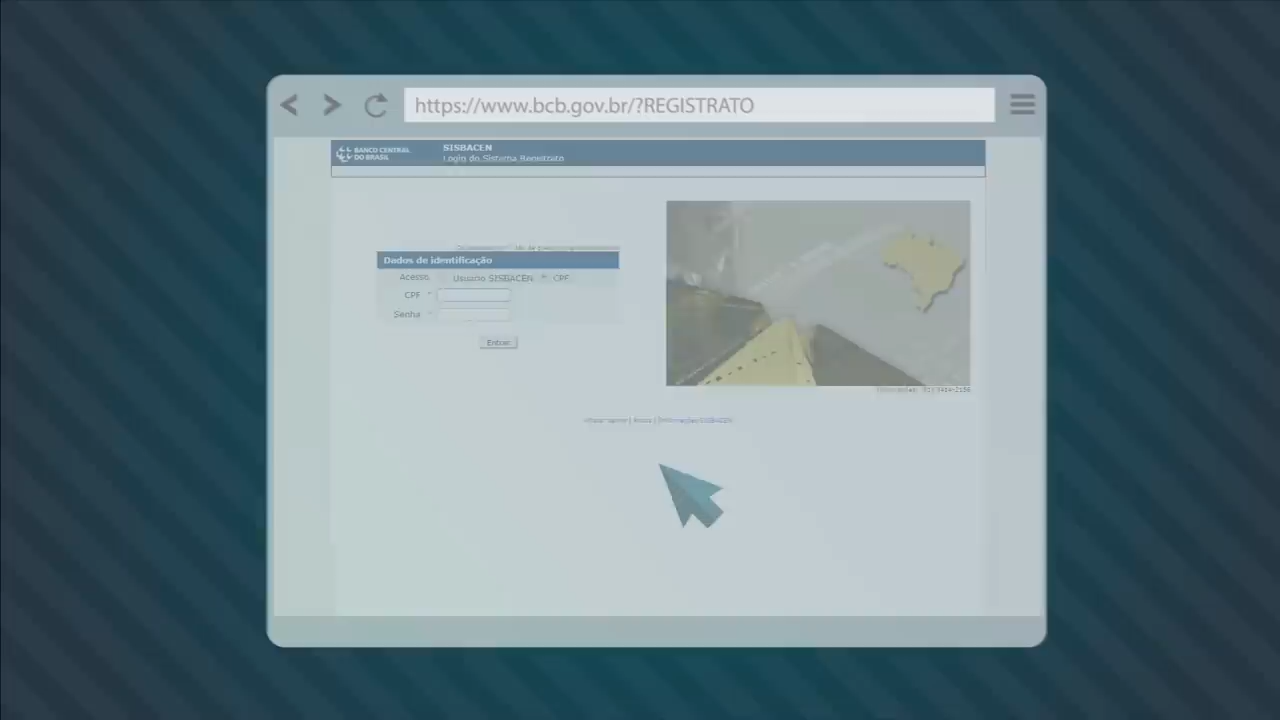 https://www.bcb.gov.br/?REGISTRATO
BANCO CENTRAL
DO BRASIL
SISBACEN
Login do Sistema Registrato
Dados de identificação
Acesso
Usuário SISBACEN
CPF
CPF *
Senha *
Entrar